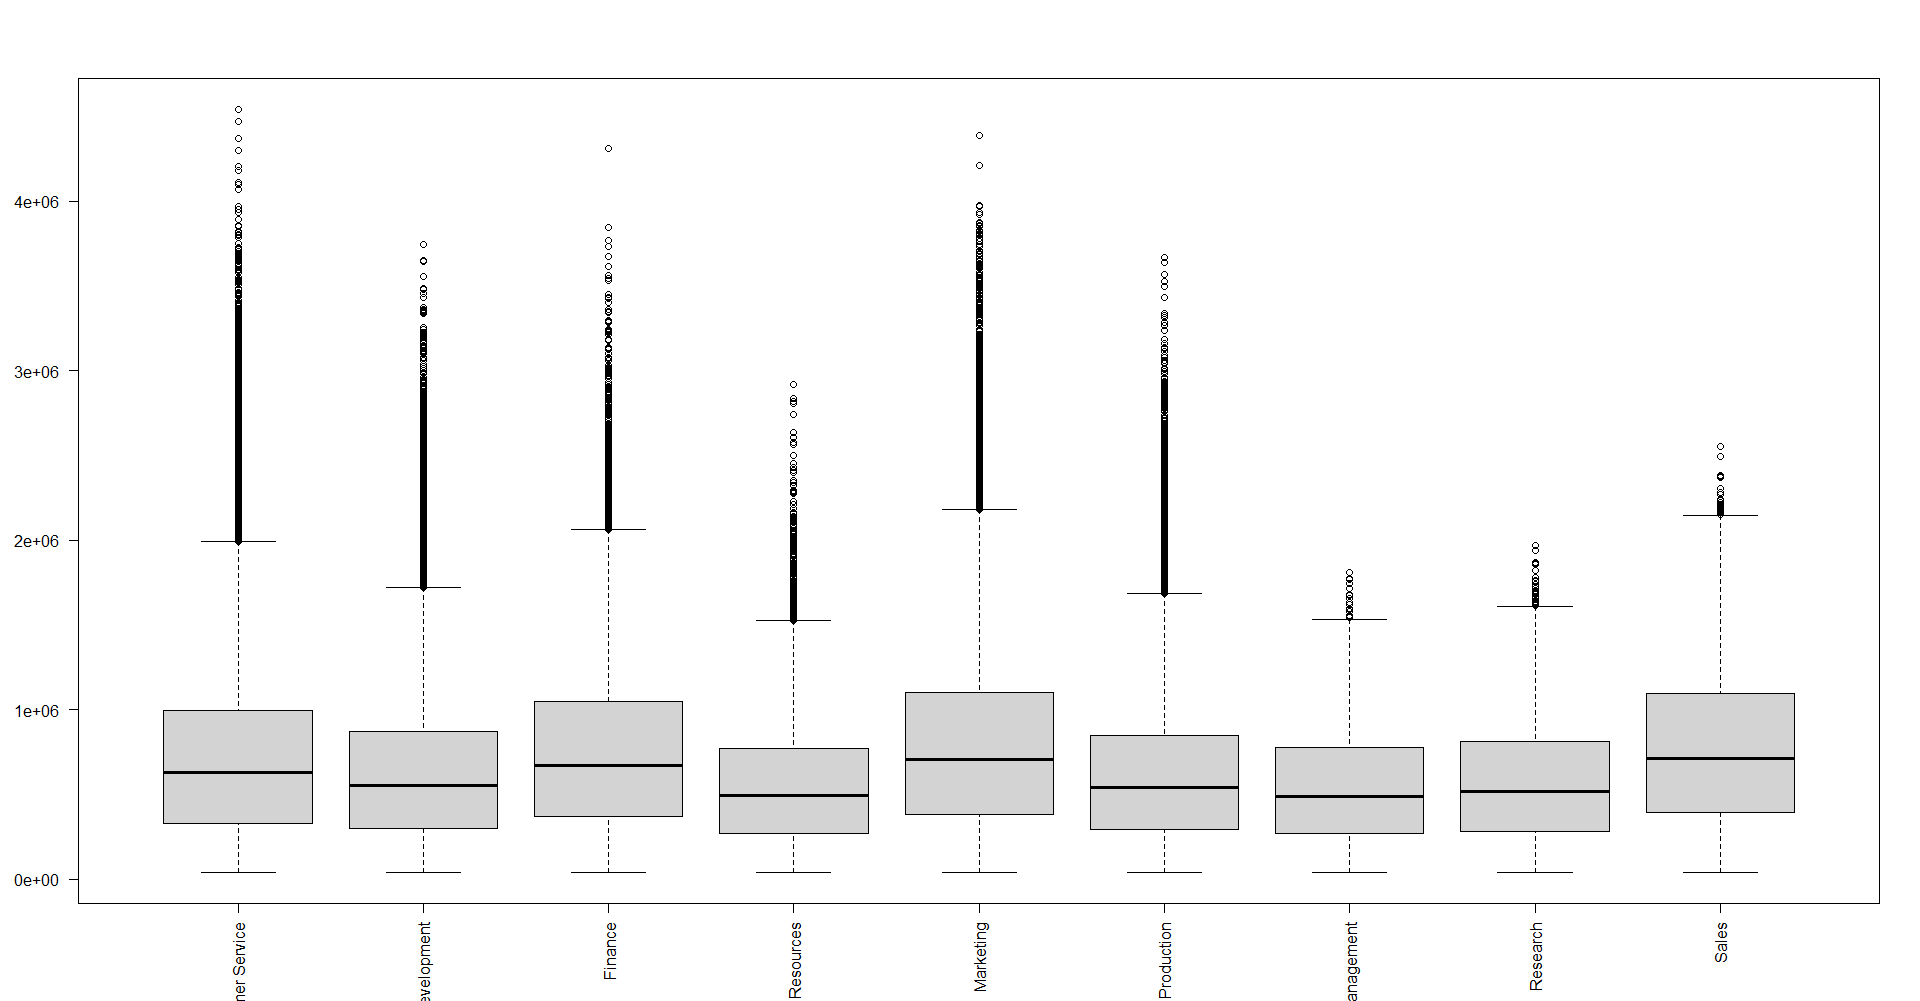 4e+06
3e+06
2e+06
1e+06
0e+00
mer Service
evelopment
Finance
Resources
Marketing
Production
anagement
Research
Sales